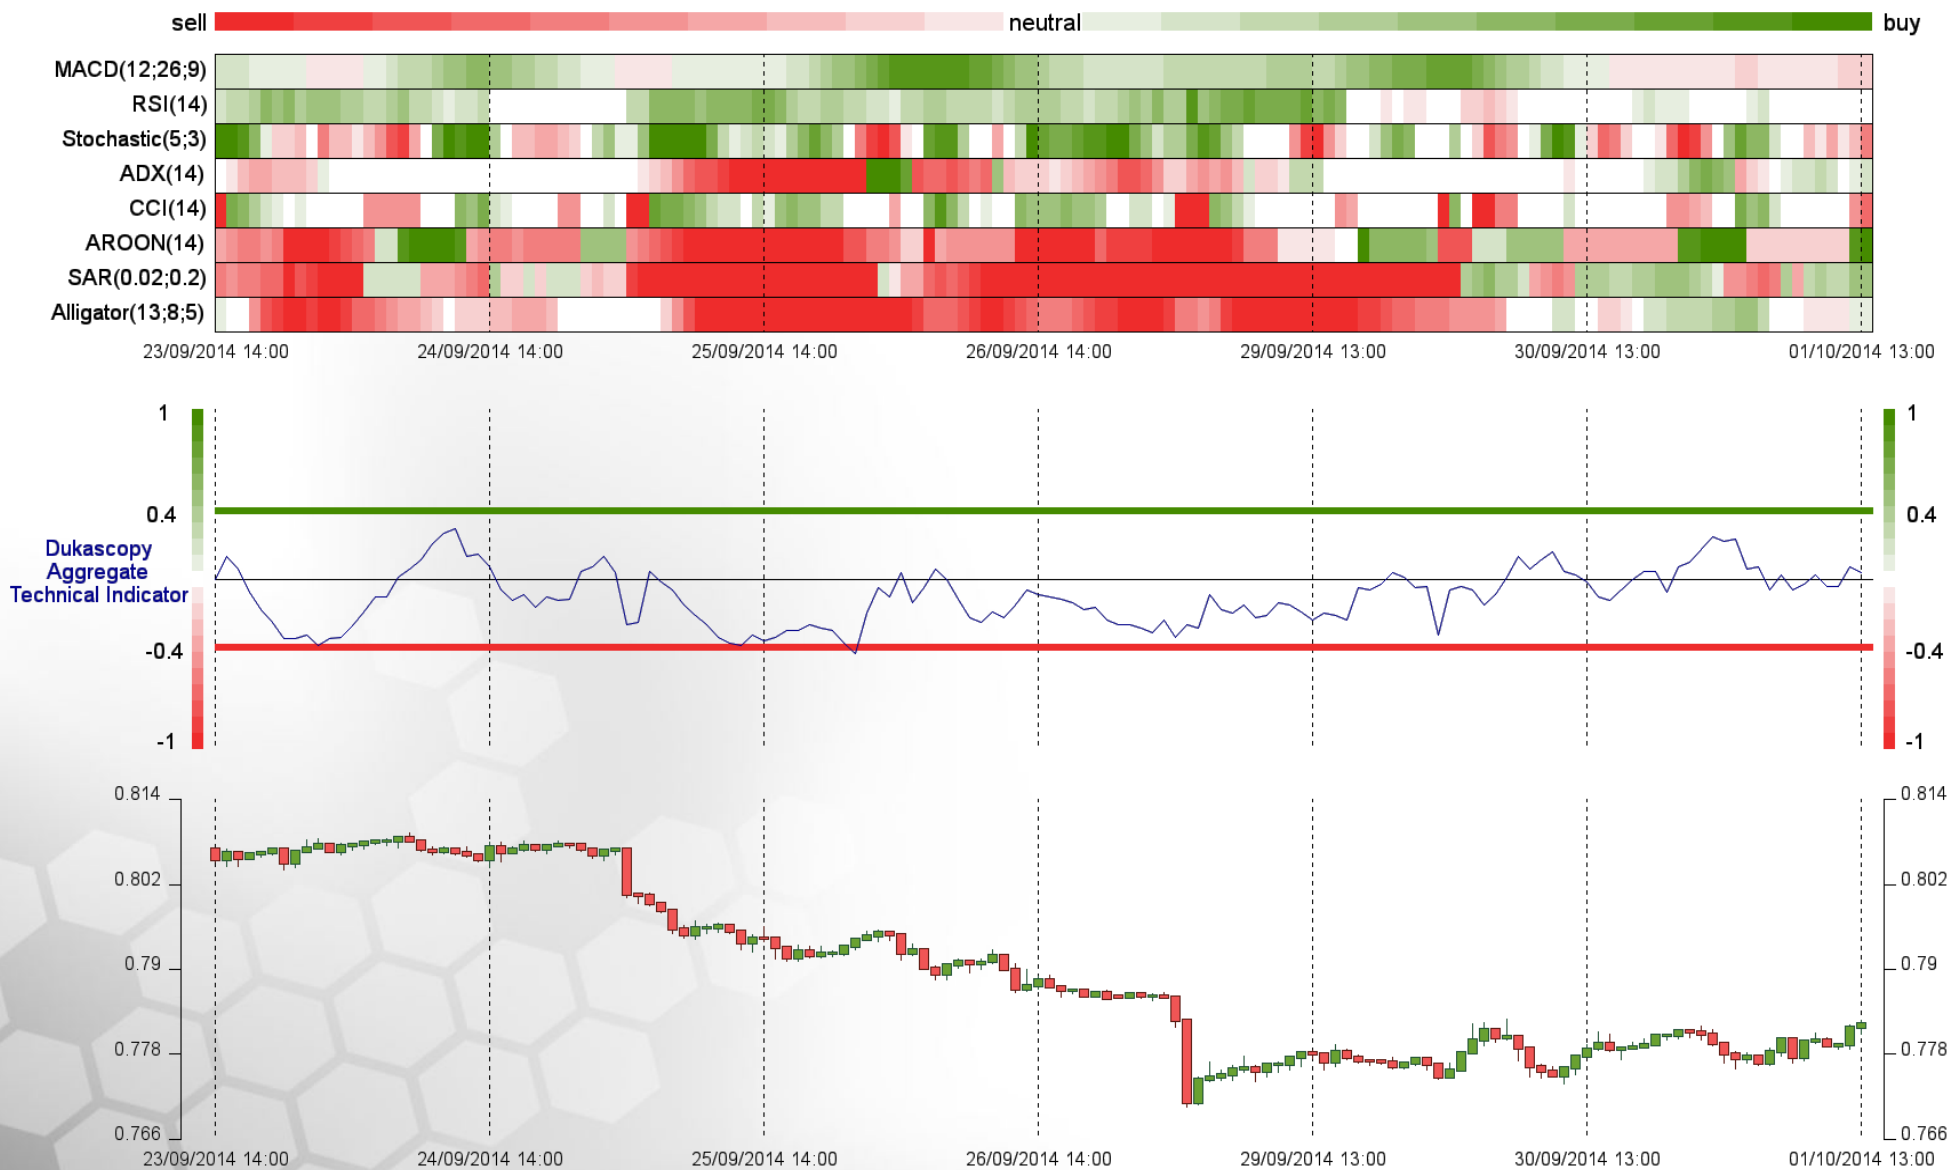 sell neutral buy
MACD(12;26;9)
RSI(14)
Stochastic(5;3)
ADX(14)
CCI(14)
AROON(14)
SAR(0.02;0.2)
Alligator(13;8;5)
23/09/2014 14:00 24/09/2014 14:00 25/09/2014 14:00 26/09/2014 14:00 29/09/2014 13:00 30/09/2014 13:00 01/10/2014 13:00
1 1
0.4 0.4
Dukascopy
Aggregate
Technical Indicator
-0.4 -0.4
-1 -1
0.814 0.814
0.802 0.802
0.79 0.79
0.778 0.778
0.766 0.766
23/09/2014 14:00 24/09/2014 14:00 25/09/2014 14:00 26/09/2014 14:00 29/09/2014 13:00 30/09/2014 13:00 01/10/2014 13:00